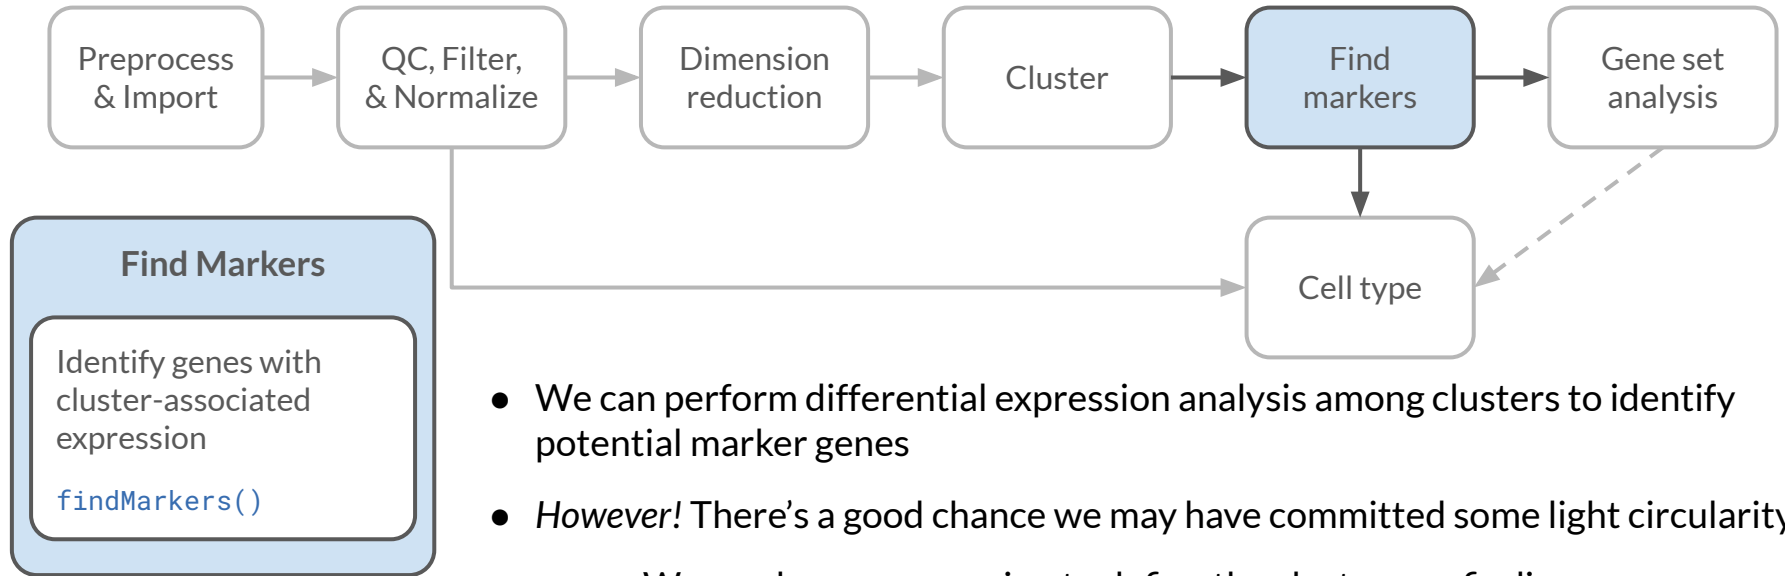 Preprocess
& Import
QC, Filter,
& Normalize
Dimension
reduction
Cluster
Find
markers
Gene set
analysis
Cell type
Find Markers
Identify genes with
cluster-associated
expression
findMarkers()
● We can perform differential expression analysis among clusters to identify
potential marker genes
● However! There’s a good chance we may have committed some light circularity